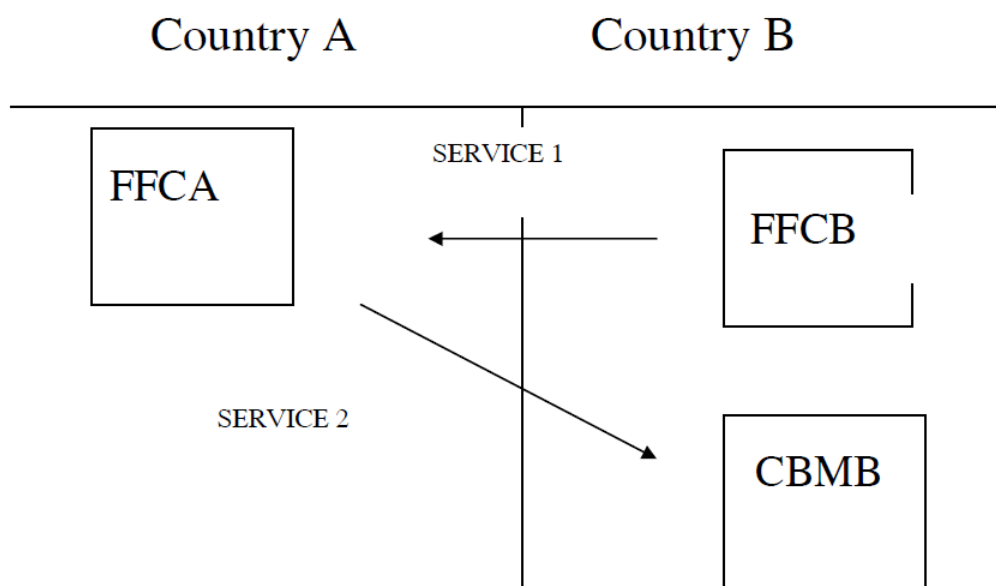 Country A
Country B
SERVICE 1
FFCA
FFCB
SERVICE 2
CBMB